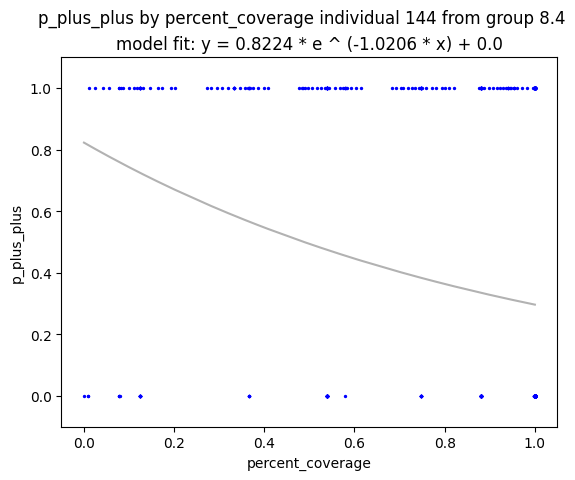 p_plus_plus by percent_coverage individual 144 from group 8.4
model fit: y = 0.8224 * e ^ (-1.0206 * x) + 0.0
1.0
0.8
0.6
0.4
0.2
0.0
p_plus_plus
0.0 0.2 0.4 0.6 0.8 1.0
percent_coverage